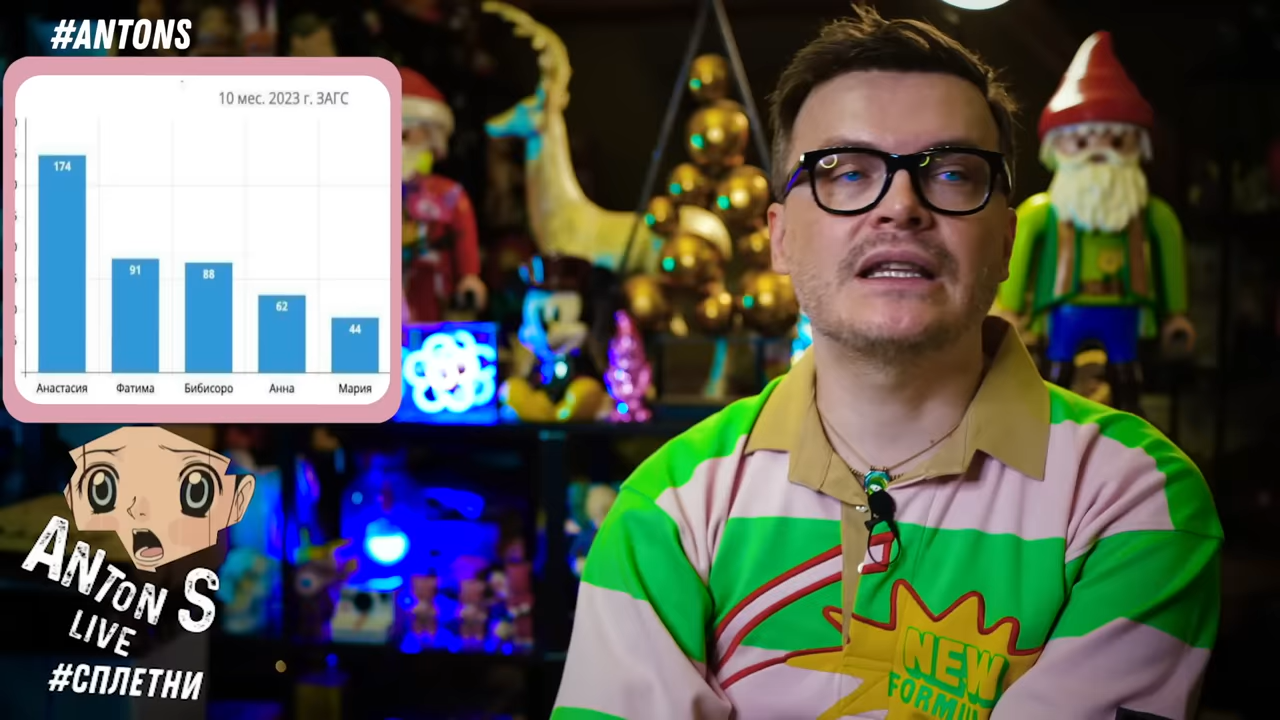 #ANTONS
10 мес. 2023 г. ЗАГС
174
91
88
62
44
Анастасия Фатима Бибисоро Анна Мария
ANTON S
LIVE
#СПЛЕТНИ
NEW